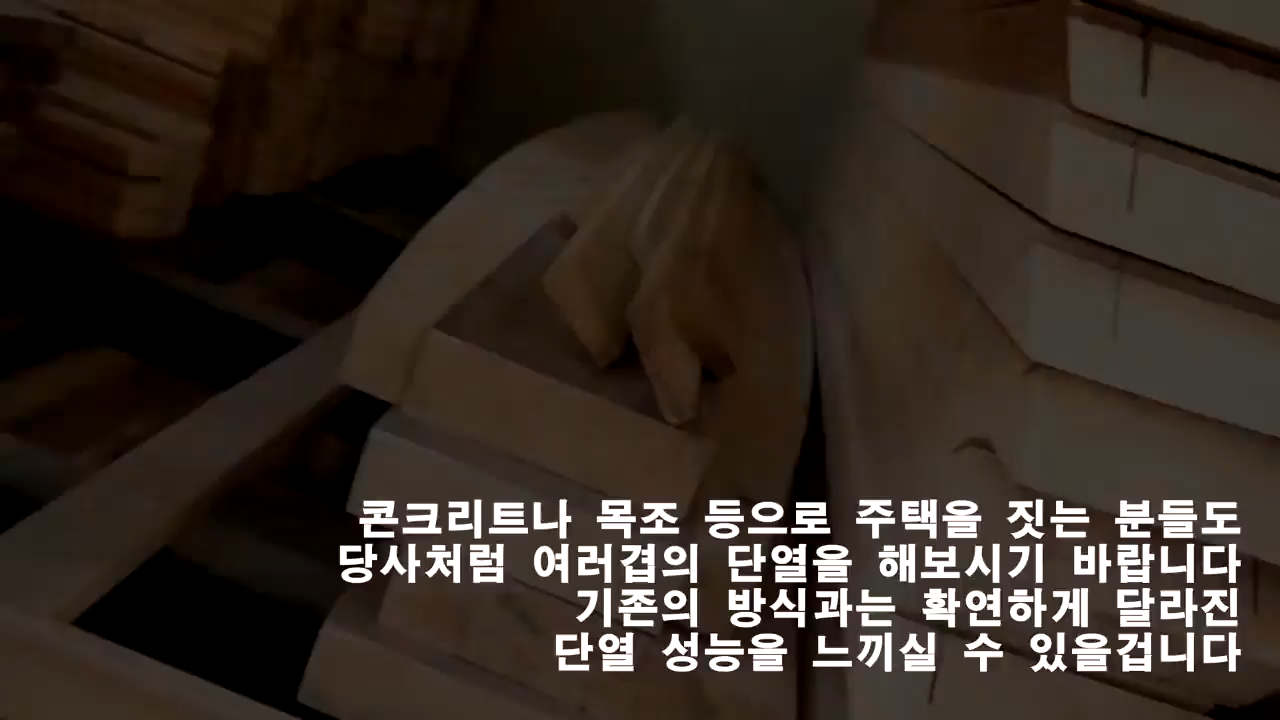 콘크리트나 목조 등으로 주택을 짓는 분들도
당사처럼 여러겹의 단열을 해보시기 바랍니다
기존의 방식과는 확연하게 달라진
단열 성능을 느끼실 수 있을겁니다